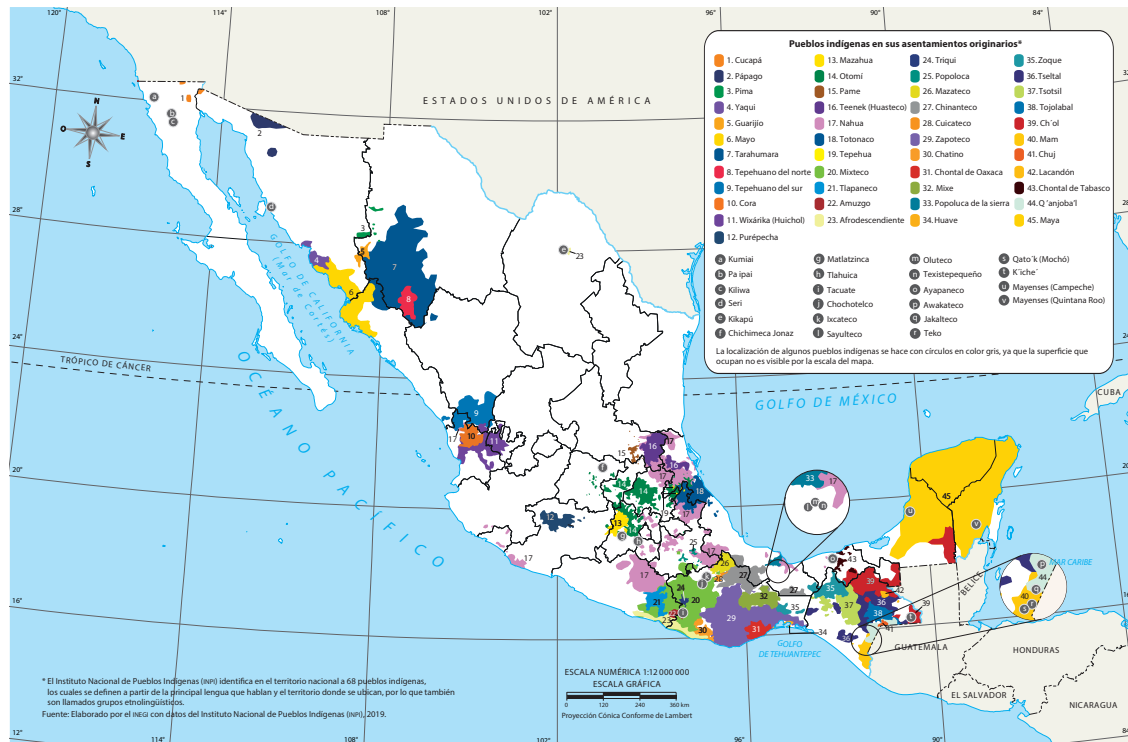 120°
114°
108°
102°
96°
90°
84°
32°
28°
24°
20°
16°
12°
N
O
E
S
ESTADOS UNIDOS DE AMÉRICA
Pueblos indígenas en sus asentamientos originarios*
1. Cucapá
2. Pápago
3. Pima
4. Yaqui
5. Guarijío
6. Mayo
7. Tarahumara
8. Tepehuano del norte
9. Tepehuano del sur
10. Cora
11. Wixárika (Huichol)
12. Purépecha
13. Mazahua
14. Otomí
15. Pame
16. Teenek (Huasteco)
17. Nahua
18. Totonaco
19. Tepehua
20. Mixteco
21. Tlapaneco
22. Amuzgo
23. Afrodescendiente
24. Triqui
25. Popoloca
26. Mazateco
27. Chinanteco
28. Cuicateco
29. Zapoteco
30. Chatino
31. Chontal de Oaxaca
32. Mixe
33. Popoluca de la sierra
34. Huave
35. Zoque
36. Tseltal
37. Tsotsil
38. Tojolabal
39. Ch´ol
40. Mam
41. Chuj
42. Lacandón
43. Chontal de Tabasco
44. Q´anjoba'l
45. Maya
a Kumiai
b Pa ipai
c Kiliwa
d Seri
e Kikapú
f Chichimeca Jonaz
g Matlatzinca
h Tlahuica
i Tacuate
j Chocholteco
k Ixcateco
l Sayulteco
m Oluteco
n Texistepequeño
o Ayapaneco
p Awakateco
q Jakalteco
r Teko
s Qato´k (Mochó)
t K´iche´
u Mayenses (Campeche)
v Mayenses (Quintana Roo)
La localización de algunos pueblos indígenas se hace con círculos en color gris, ya que la superficie que
ocupan no es visible por la escala del mapa.
GOLFO DE CALIFORNIA
(Mar de Cortés)
TRÓPICO DE CÁNCER
OCÉANO PACÍFICO
GOLFO DE MÉXICO
CUBA
MAR CARIBE
BELICE
GUATEMALA
HONDURAS
EL SALVADOR
NICARAGUA
GOLFO
DE TEHUANTEPEC
ESCALA NUMÉRICA 1:12 000 000
ESCALA GRÁFICA
0 120 240 360 km
Proyección Cónica Conforme de Lambert
* El Instituto Nacional de Pueblos Indígenas (INPI) identifica en el territorio nacional a 68 pueblos indígenas,
los cuales se definen a partir de la principal lengua que hablan y el territorio donde se ubican, por lo que también
son llamados grupos etnolingüísticos.
Fuente: Elaborado por el INEGI con datos del Instituto Nacional de Pueblos Indígenas (INPI), 2019.